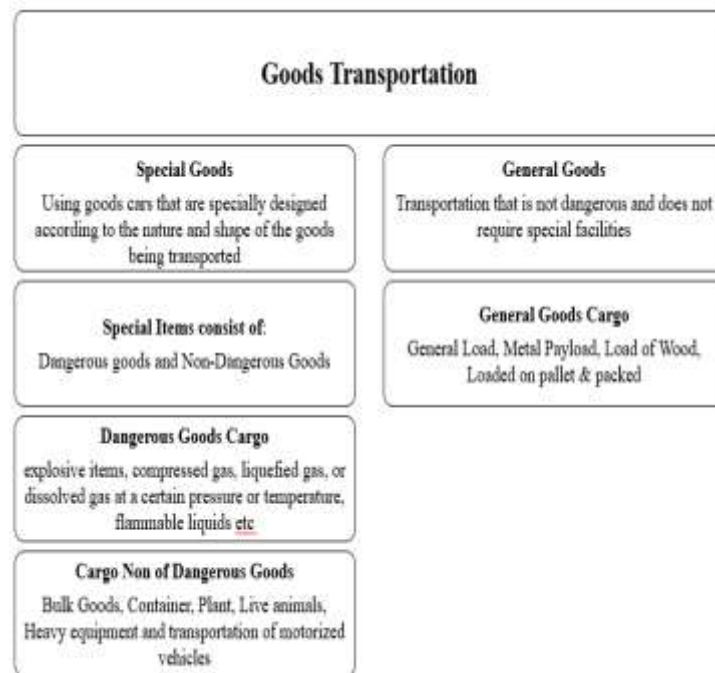 Goods Transportation
Special Goods
Using goods cars that are specially designed
according to the nature and shape of the goods
being transported
General Goods
Transportation that is not dangerous and does not
require special facilities
Special Items consist of:
Dangerous goods and Non-Dangerous Goods
General Goods Cargo
General Load, Metal Payload, Load of Wood,
Loaded on pallet & packed
Dangerous Goods Cargo
explosive items, compressed gas, liquefied gas, or
dissolved gas at a certain pressure or temperature,
flammable liquids etc
Cargo Non of Dangerous Goods
Bulk Goods, Container, Plant, Live animals,
Heavy equipment and transportation of motorized
vehicles